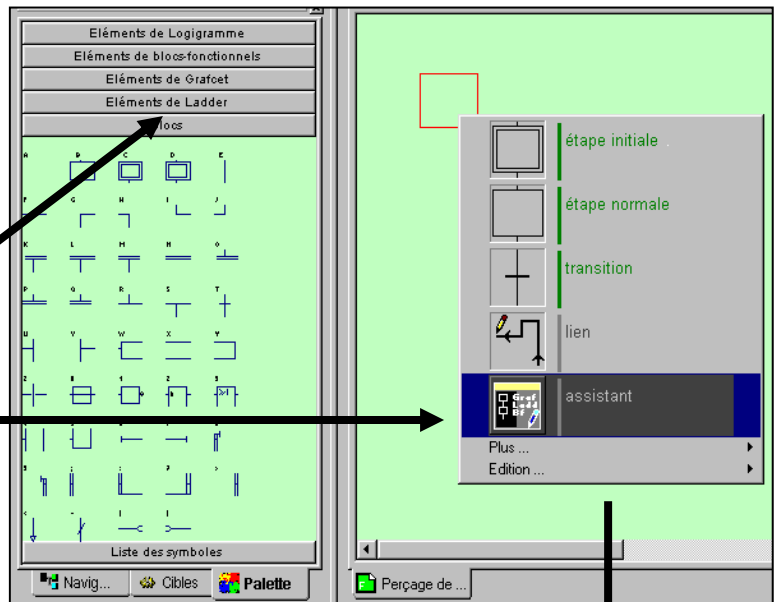 Eléments de Logigramme
Eléments de blocs-fonctionnels
Eléments de Grafcet
Eléments de Ladder
locs
A B C D E
F G H I J
K L M N O
P Q R S T
U V W X Y
Liste des symboles
Navig...
Cibles
Palette
étape initiale
étape normale
transition
lien
assistant
Plus ...
Edition ...
Perçage de ...